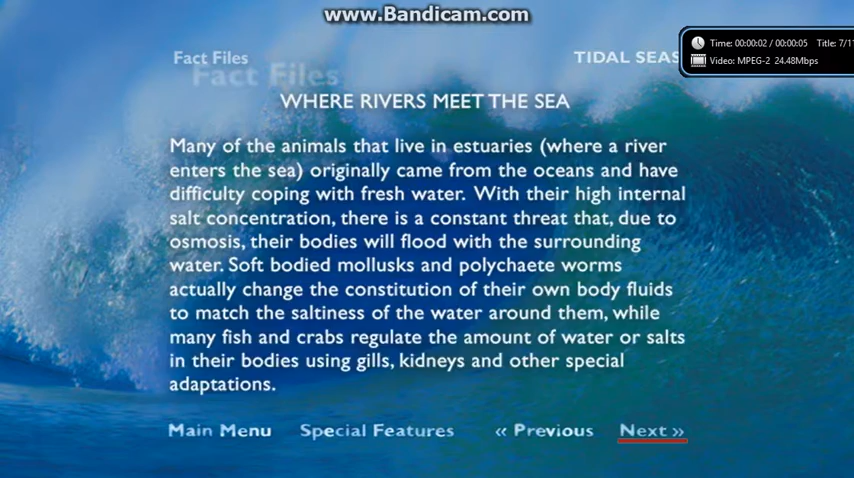 www.Bandicam.com
Time: 00:00:02 / 00:00:05 Title: 7/11
Video: MPEG-2 24.48Mbps
Fact Files
TIDAL SEAS
Fact Files
WHERE RIVERS MEET THE SEA
Many of the animals that live in estuaries (where a river
enters the sea) originally came from the oceans and have
difficulty coping with fresh water. With their high internal
salt concentration, there is a constant threat that, due to
osmosis, their bodies will flood with the surrounding
water. Soft bodied mollusks and polychaete worms
actually change the constitution of their own body fluids
to match the saltiness of the water around them, while
many fish and crabs regulate the amount of water or salts
in their bodies using gills, kidneys and other special
adaptations.
Main Menu Special Features « Previous Next »